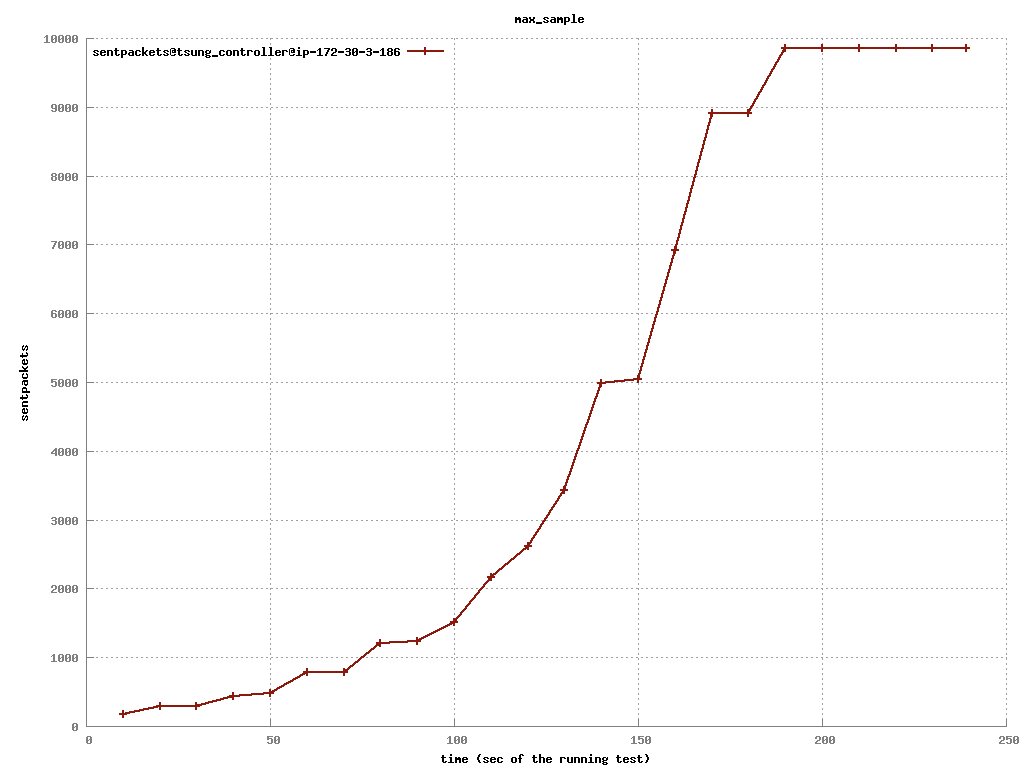 max_sample
sentpackets@tsung_controller@ip-172-30-3-186
10000
9000
8000
7000
6000
5000
4000
3000
2000
1000
0
sentpackets
0 50 100 150 200 250
time (sec of the running test)